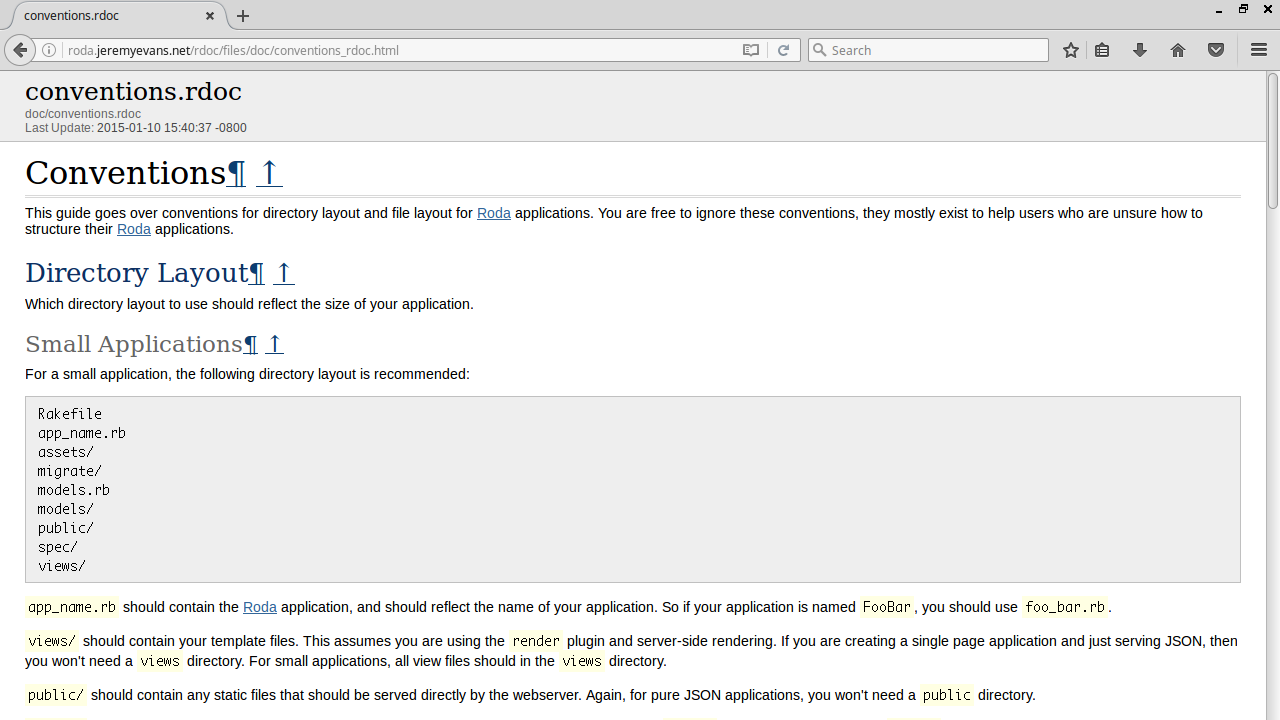 conventions.rdoc
roda.jeremyevans.net/rdoc/files/doc/conventions_rdoc.html
Search
conventions.rdoc
doc/conventions.rdoc
Last Update: 2015-01-10 15:40:37 -0800
Conventions¶ ↑
This guide goes over conventions for directory layout and file layout for Roda applications. You are free to ignore these conventions, they mostly exist to help users who are unsure how to
structure their Roda applications.
Directory Layout¶ ↑
Which directory layout to use should reflect the size of your application.
Small Applications¶ ↑
For a small application, the following directory layout is recommended:
Rakefile
app_name.rb
assets/
migrate/
models.rb
models/
public/
spec/
views/
app_name.rb should contain the Roda application, and should reflect the name of your application. So if your application is named FooBar, you should use foo_bar.rb.
views/ should contain your template files. This assumes you are using the render plugin and server-side rendering. If you are creating a single page application and just serving JSON, then
you won't need a views directory. For small applications, all view files should in the views directory.
public/ should contain any static files that should be served directly by the webserver. Again, for pure JSON applications, you won't need a public directory.